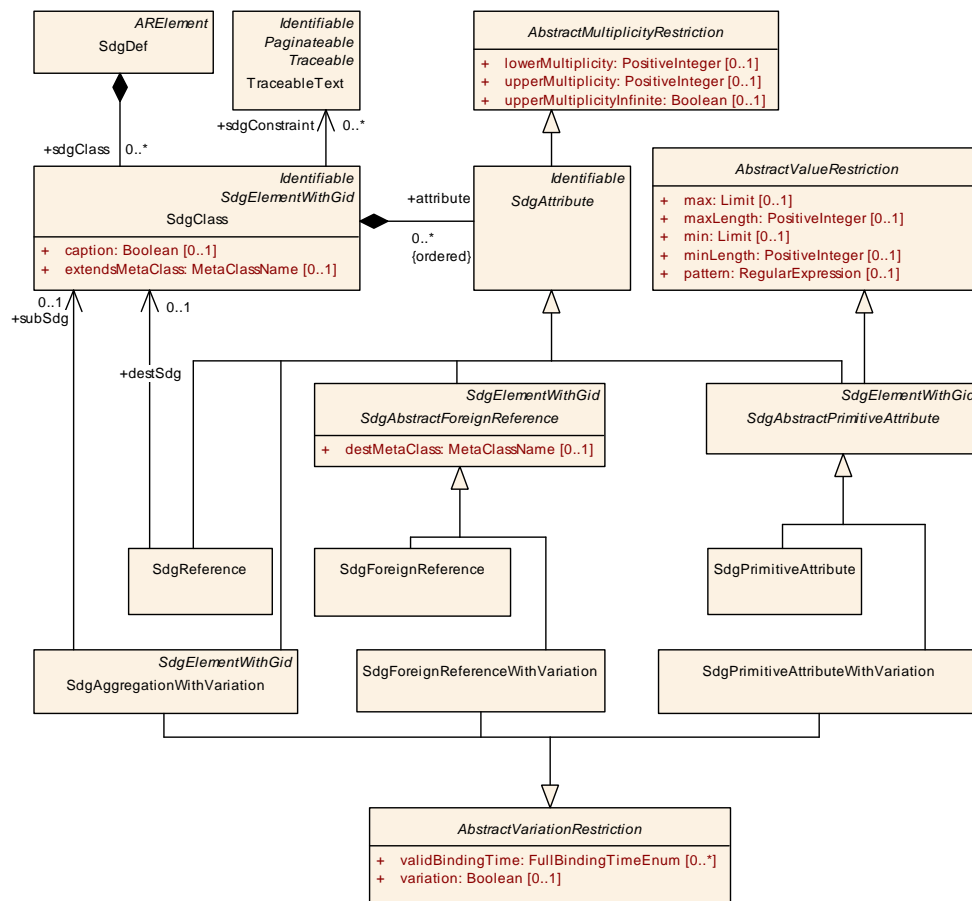 ARElement
SdgDef
Identifiable
Paginateable
Traceable
TraceableText
AbstractMultiplicityRestriction
+ lowerMultiplicity: PositiveInteger [0..1]
+ upperMultiplicity: PositiveInteger [0..1]
+ upperMultiplicityInfinite: Boolean [0..1]
+sdgClass
0..*
+sdgConstraint
0..*
Identifiable
SdgElementWithGid
SdgClass
+ caption: Boolean [0..1]
+ extendsMetaClass: MetaClassName [0..1]
+attribute
0..*
{ordered}
Identifiable
SdgAttribute
AbstractValueRestriction
+ max: Limit [0..1]
+ maxLength: PositiveInteger [0..1]
+ min: Limit [0..1]
+ minLength: PositiveInteger [0..1]
+ pattern: RegularExpression [0..1]
0..1
+subSdg
0..1
+destSdg
SdgElementWithGid
SdgAbstractForeignReference
+ destMetaClass: MetaClassName [0..1]
SdgElementWithGid
SdgAbstractPrimitiveAttribute
SdgReference
SdgForeignReference
SdgPrimitiveAttribute
SdgElementWithGid
SdgAggregationWithVariation
SdgForeignReferenceWithVariation
SdgPrimitiveAttributeWithVariation
AbstractVariationRestriction
+ validBindingTime: FullBindingTimeEnum [0..*]
+ variation: Boolean [0..1]